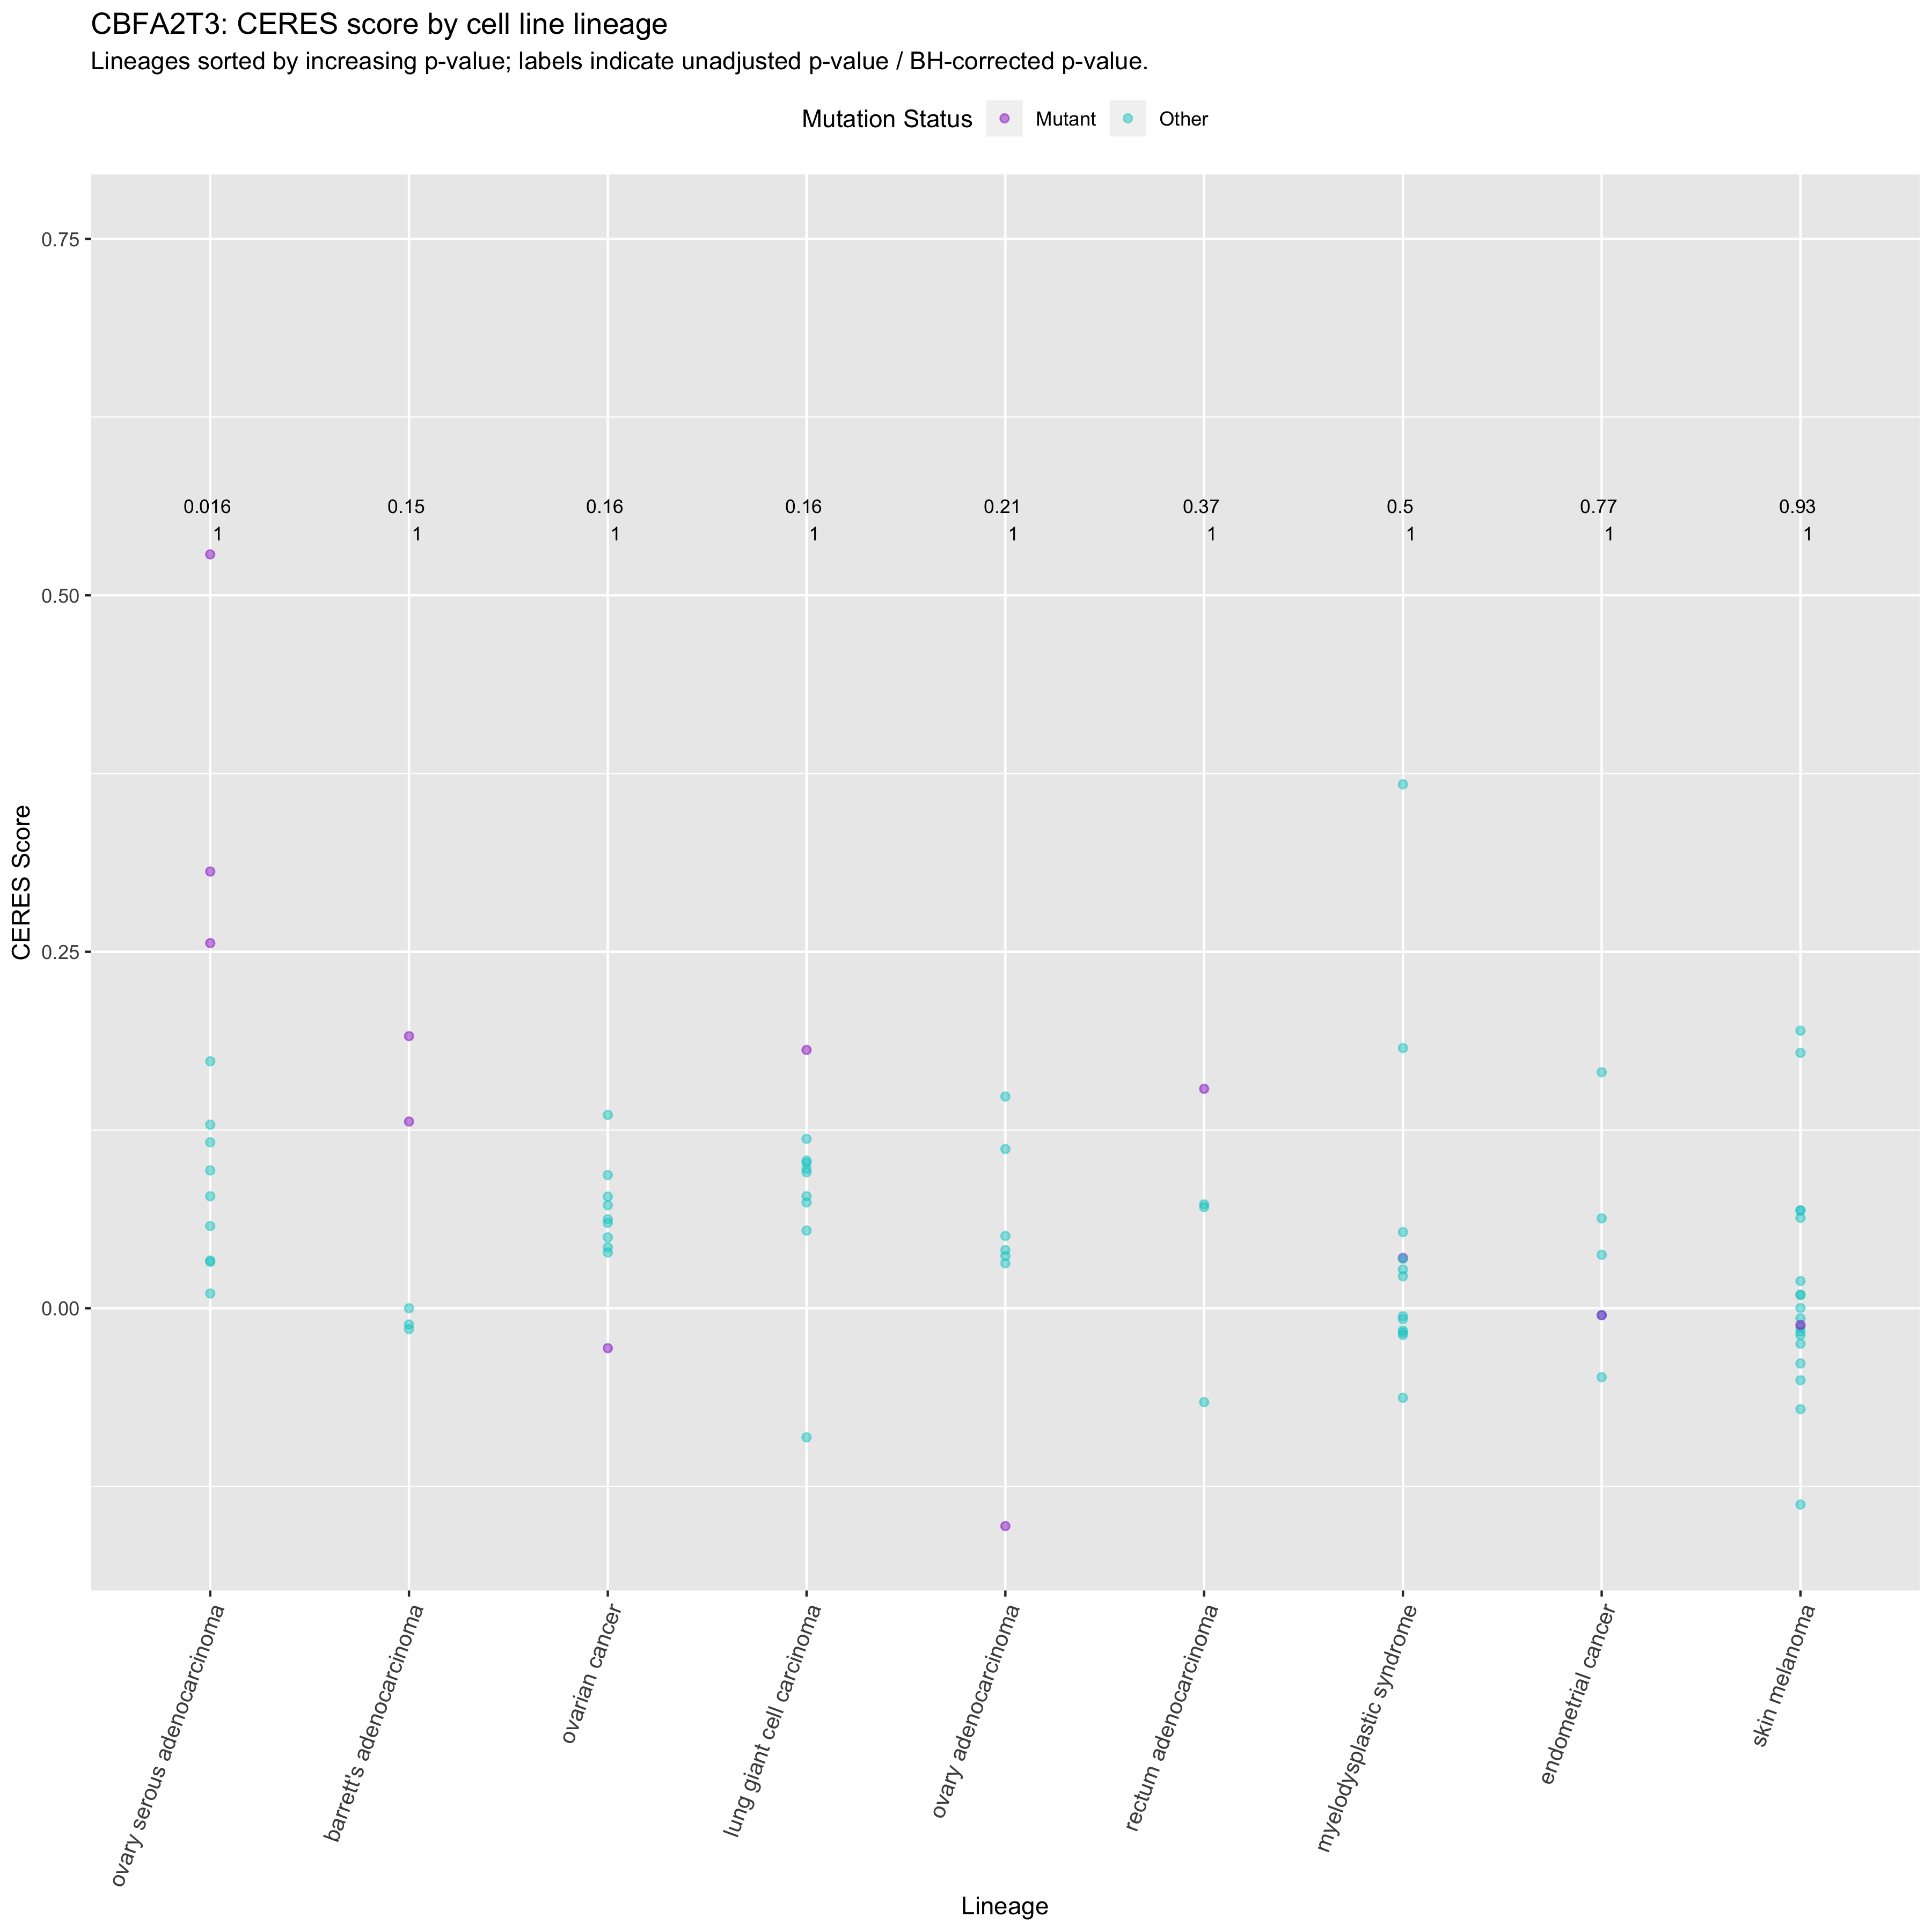 CBFA2T3: CERES score by cell line lineage
Lineages sorted by increasing p-value; labels indicate unadjusted p-value / BH-corrected p-value.
Mutation Status Mutant Other
0.75
0.016 0.15 0.16 0.16 0.21 0.37 0.5 0.77 0.93
1 1 1 1 1 1 1 1 1
0.50
0.25
0.00
CERES Score
ovary serous adenocarcinoma
barrett's adenocarcinoma
ovarian cancer
lung giant cell carcinoma
ovary adenocarcinoma
rectum adenocarcinoma
myelodysplastic syndrome
endometrial cancer
skin melanoma
Lineage